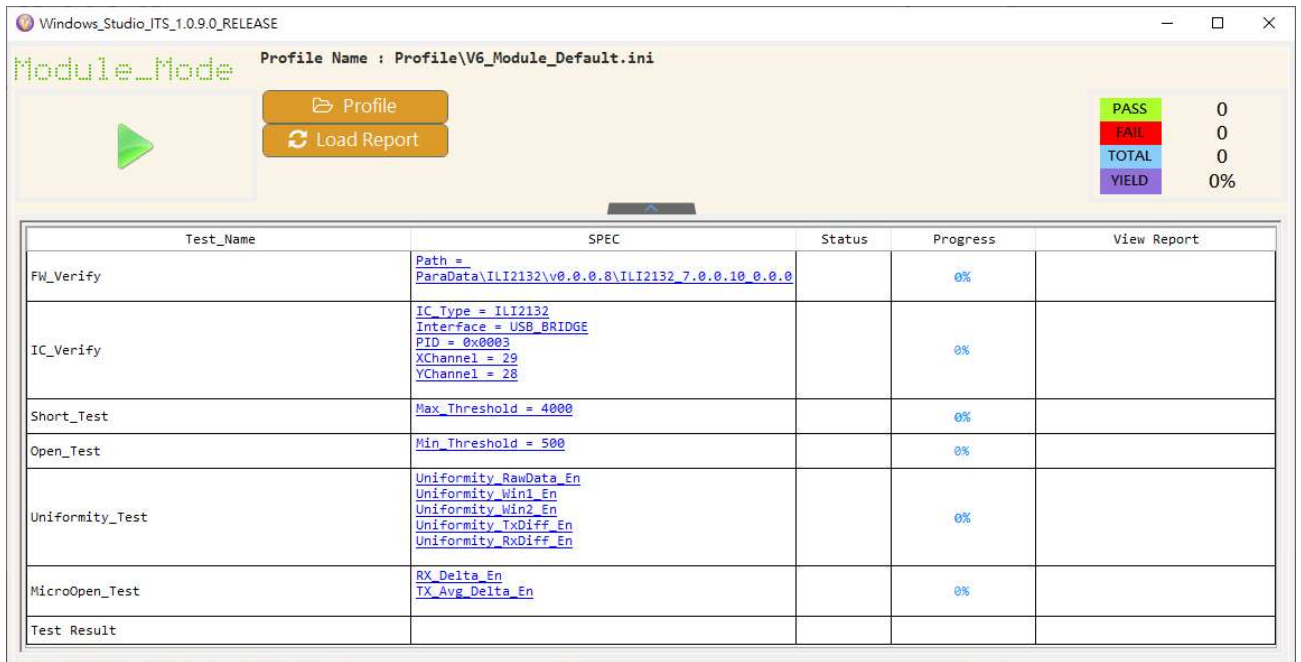 Windows_Studio_ITS_1.0.9.0_RELEASE
Module_Mode
Profile Name : Profile\V6_Module_Default.ini
Profile
Load Report
PASS 0
FAIL 0
TOTAL 0
YIELD 0%
Test_Name SPEC Status Progress View Report
FW_Verify
Path =
ParaData\ILI2132\v0.0.0.8\ILI2132_7.0.0.10_0.0.0
0%
IC_Verify
IC_Type = ILI2132
Interface = USB_BRIDGE
PID = 0x0003
XChannel = 29
YChannel = 28
0%
Short_Test
Max_Threshold = 4000
0%
Open_Test
Min_Threshold = 500
0%
Uniformity_Test
Uniformity_RawData_En
Uniformity_Win1_En
Uniformity_Win2_En
Uniformity_TxDiff_En
Uniformity_RxDiff_En
0%
MicroOpen_Test
RX_Delta_En
TX_Avg_Delta_En
0%
Test Result